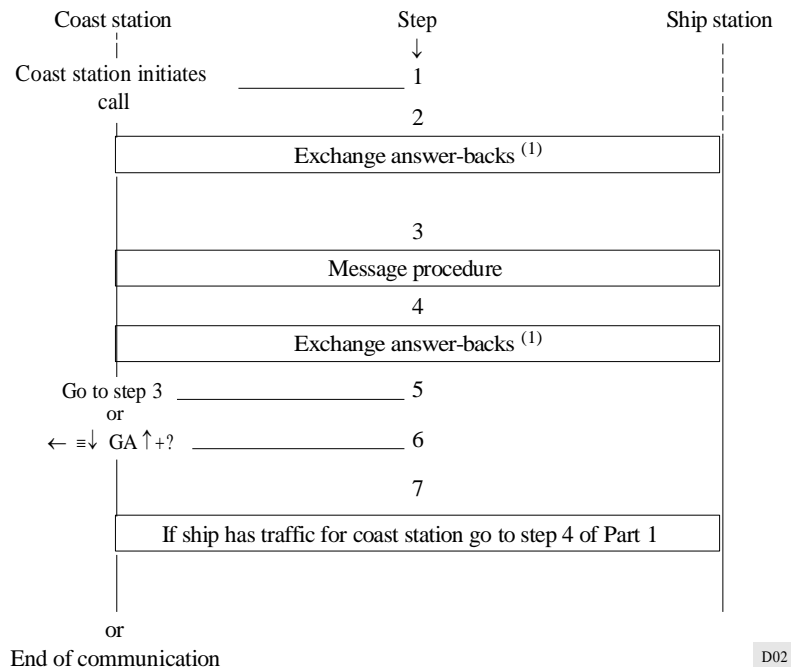 Coast station Step Ship station
↓
Coast station initiates call 1
2
Exchange answer-backs (1)
3
Message procedure
4
Exchange answer-backs (1)
Go to step 3 5
or
← ≡↓ GA ↑+? 6
7
If ship has traffic for coast station go to step 4 of Part 1
or
End of communication
D02